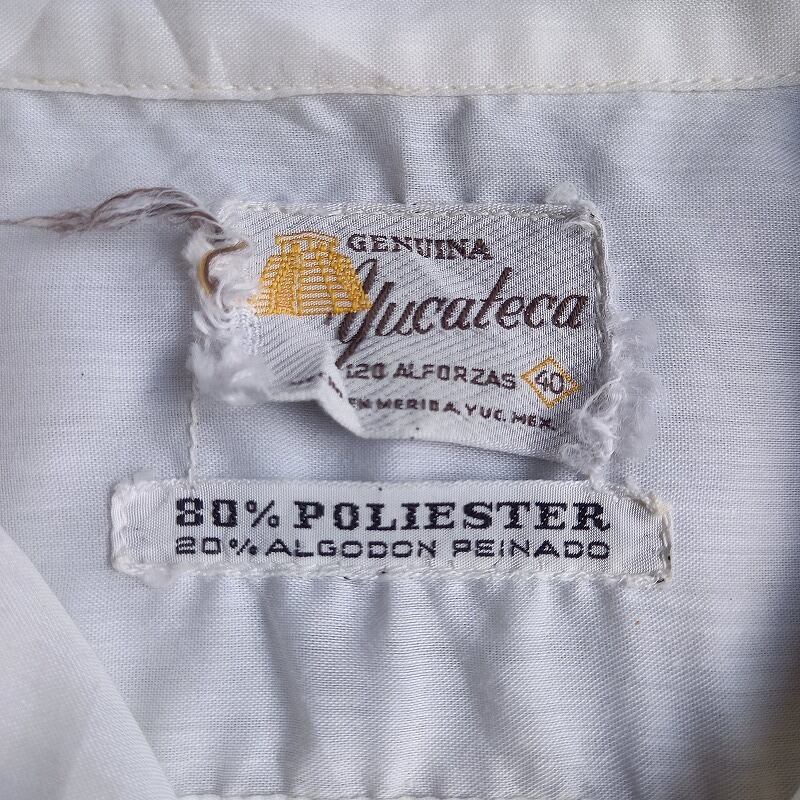 GENUINA
Yucateca
120 ALFORZAS 40
EN MERIDA, YUC. MEX.
80% POLIESTER
20% ALGODON PEINADO